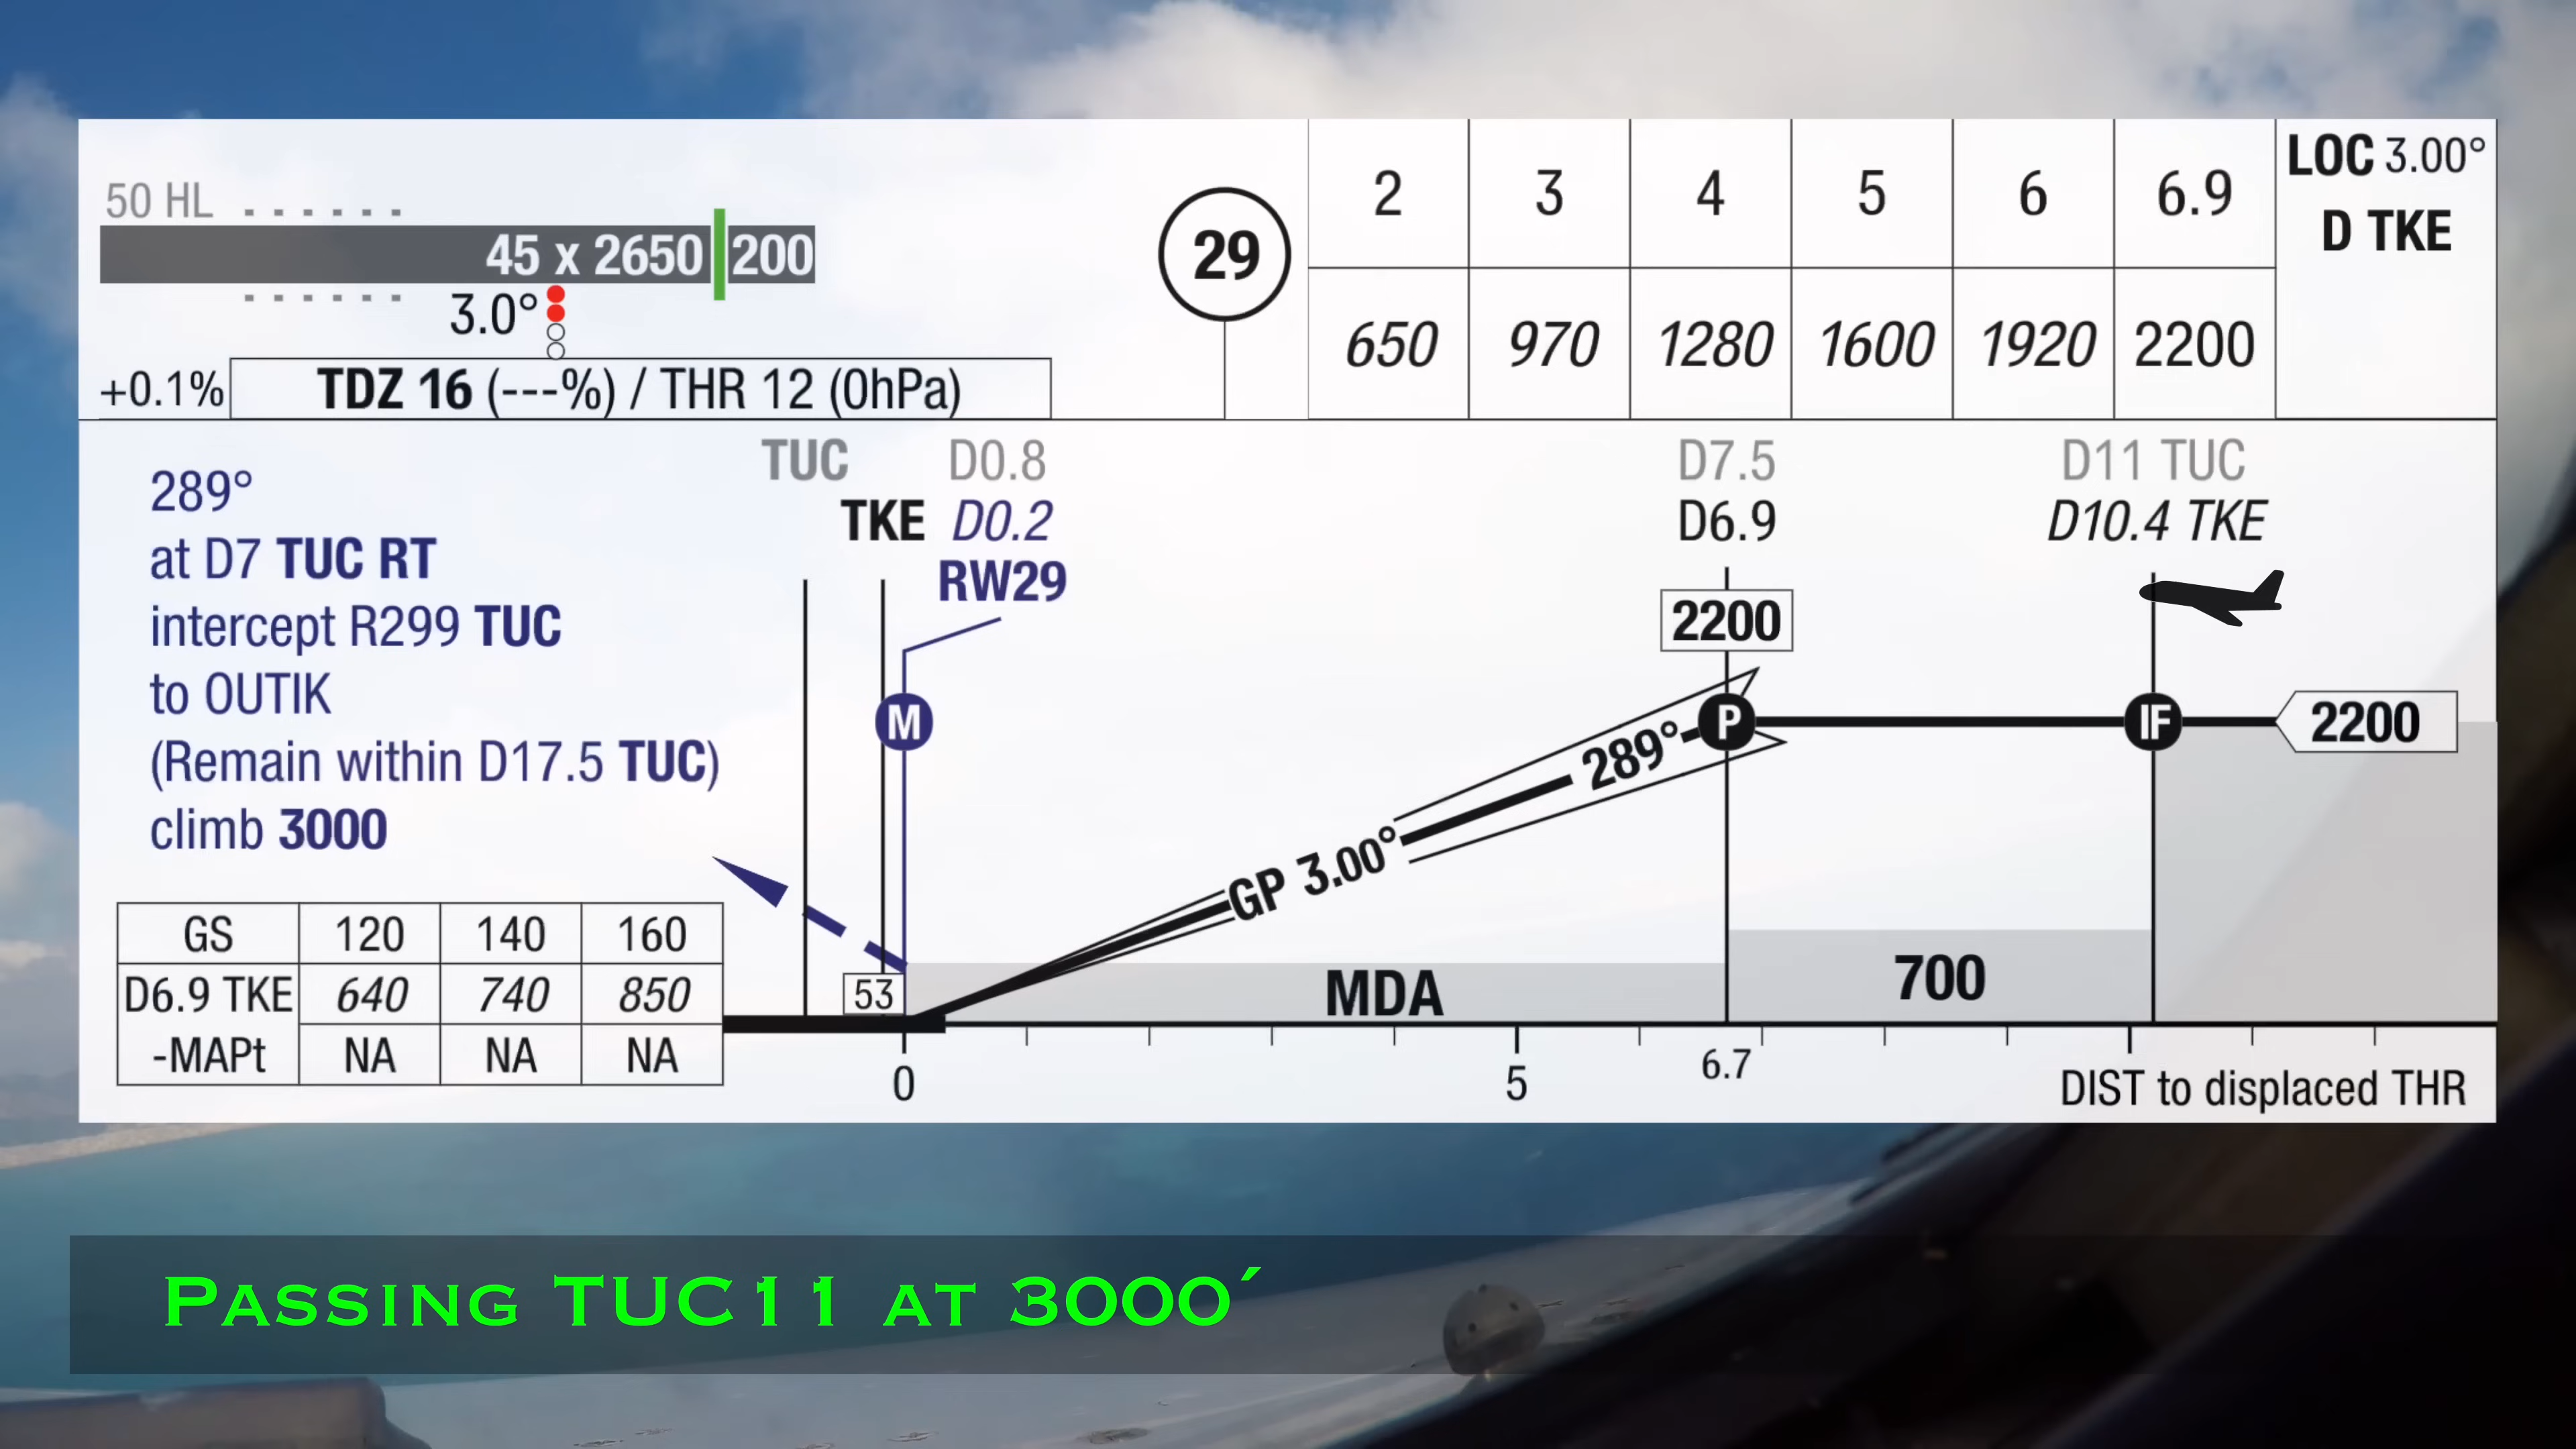 50 HL
45 x 2650 200
3.0°
+0.1% TDZ 16 (---%) / THR 12 (0hPa)
29
2 3 4 5 6 6.9 LOC 3.00°
D TKE
650 970 1280 1600 1920 2200
289°
at D7 TUC RT
intercept R299 TUC
to OUTIK
(Remain within D17.5 TUC)
climb 3000
TUC D0.8 D7.5 D11 TUC
TKE D0.2 D6.9 D10.4 TKE
RW29
2200
M P IF 2200
289°
GP 3.00°
53 MDA 700
GS 120 140 160
D6.9 TKE 640 740 850
-MAPt NA NA NA
0 5 6.7 DIST to displaced THR
Passing TUC11 at 3000´